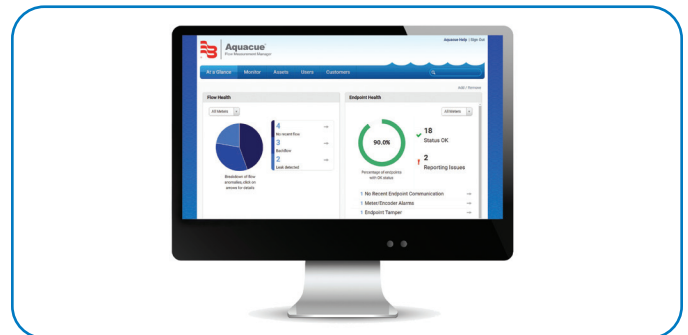 Aquacue Help | Sign Out
Aquacue
Flow Measurement Manager
At a Glance Monitor Assets Users Customers
Add / Remove
Flow Health
All Meters
4
No recent flow
3
Backflow
2
Leak detected
Breakdown of flow
anomalies, click on
arrows for details
Endpoint Health
All Meters
90.0%
18
Status OK
2
Reporting Issues
Percentage of endpoints
with OK status
1 No Recent Endpoint Communication
1 Meter/Encoder Alarms
1 Endpoint Tamper